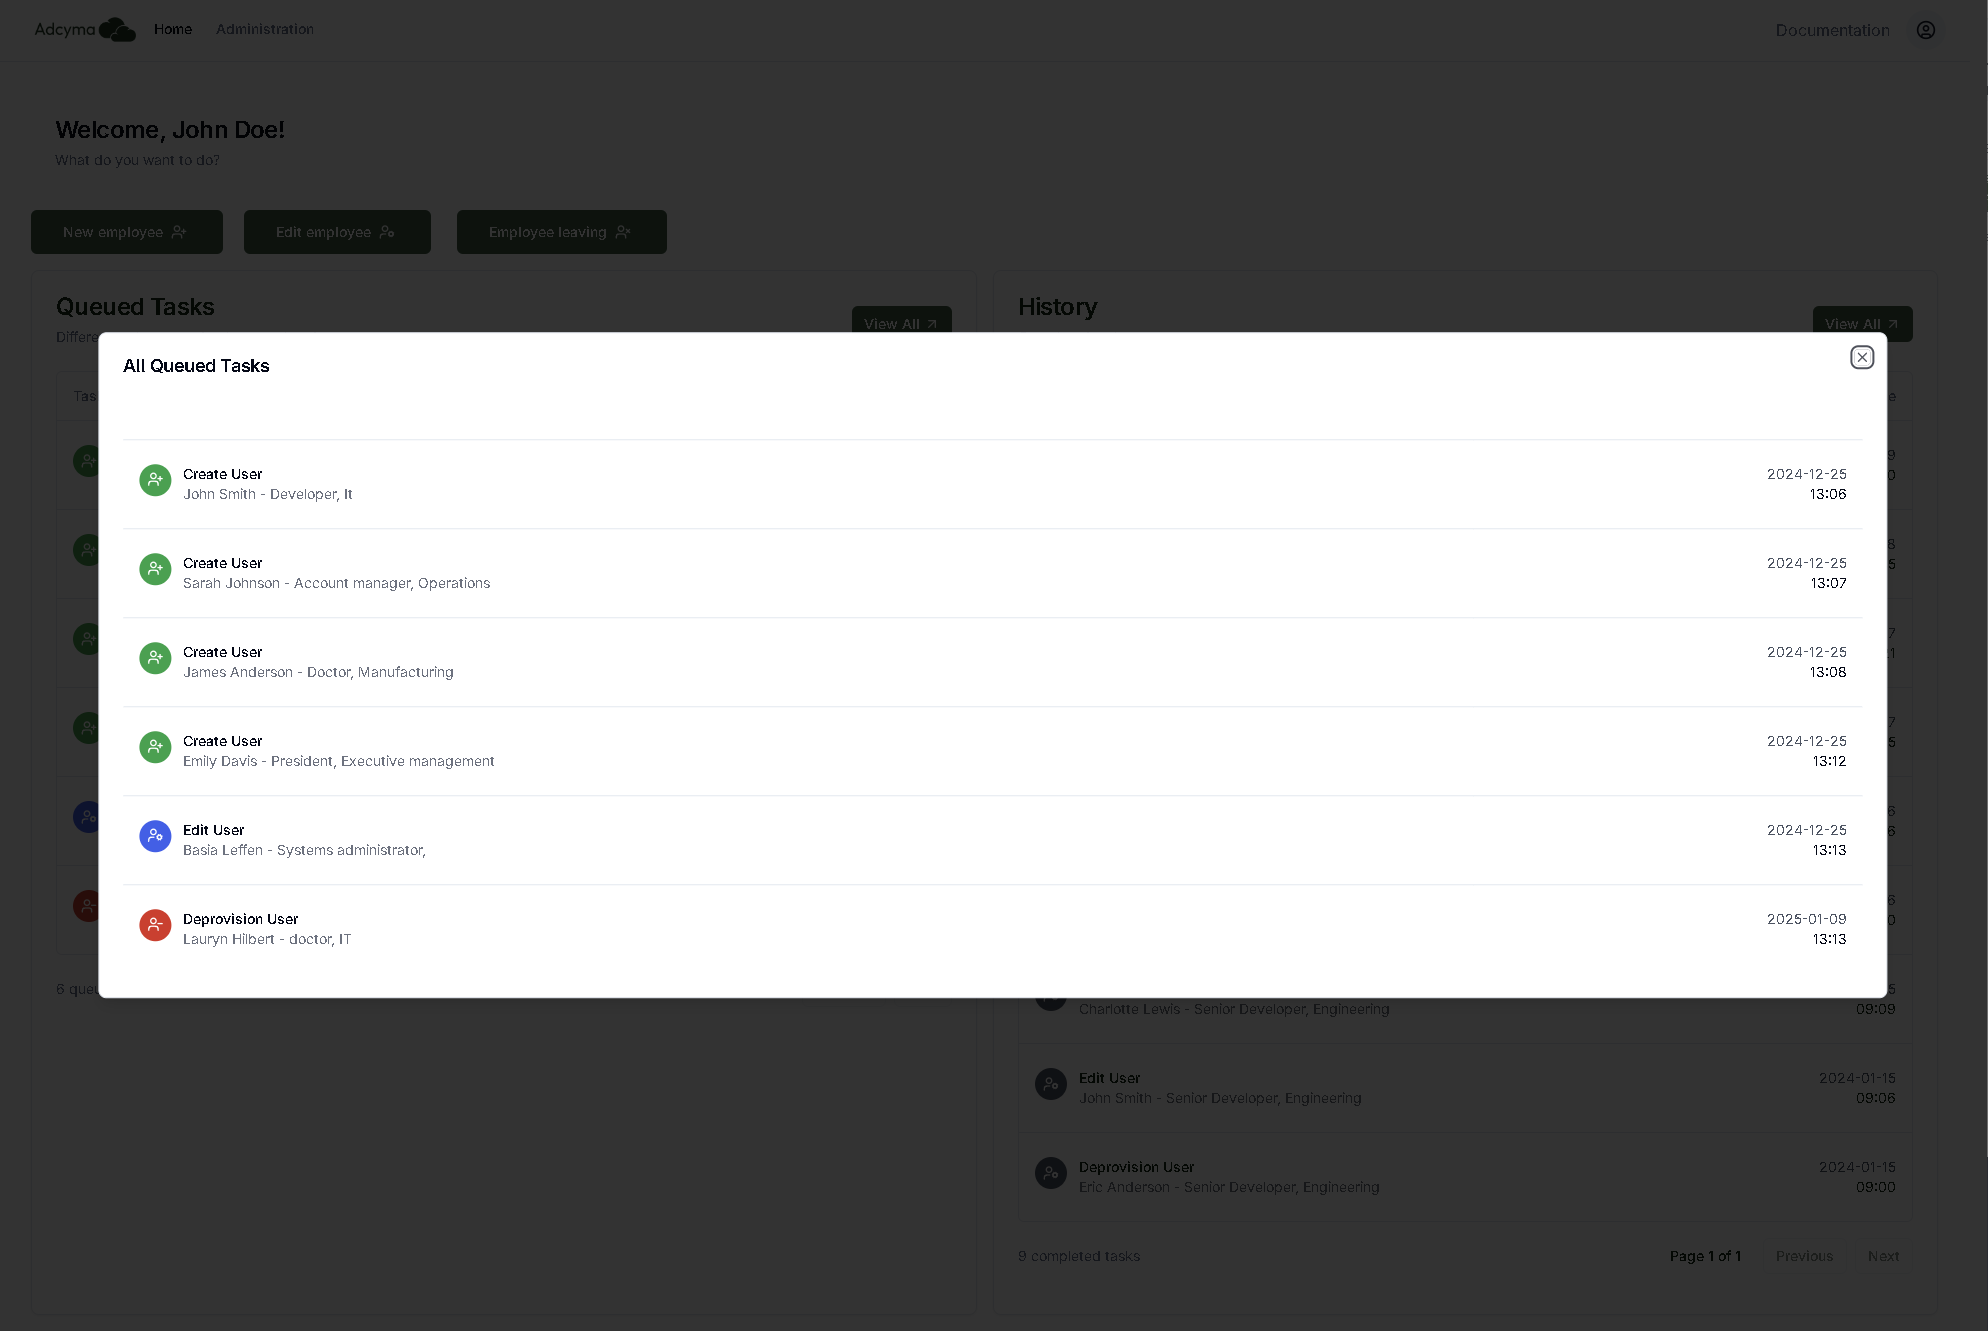 Adcyma
Home
Administration
Documentation
Welcome, John Doe!
What do you want to do?
New employee
Edit employee
Employee leaving
Queued Tasks
View All
History
View All
All Queued Tasks
Create User
John Smith - Developer, It
2024-12-25
13:06
Create User
Sarah Johnson - Account manager, Operations
2024-12-25
13:07
Create User
James Anderson - Doctor, Manufacturing
2024-12-25
13:08
Create User
Emily Davis - President, Executive management
2024-12-25
13:12
Edit User
Basia Leffen - Systems administrator,
2024-12-25
13:13
Deprovision User
Lauryn Hilbert - doctor, IT
2025-01-09
13:13
6
Charlotte Lewis - Senior Developer, Engineering
09:09
Edit User
John Smith - Senior Developer, Engineering
2024-01-15
09:06
Deprovision User
Eric Anderson - Senior Developer, Engineering
2024-01-15
09:00
9 completed tasks
Page 1 of 1
Previous
Next